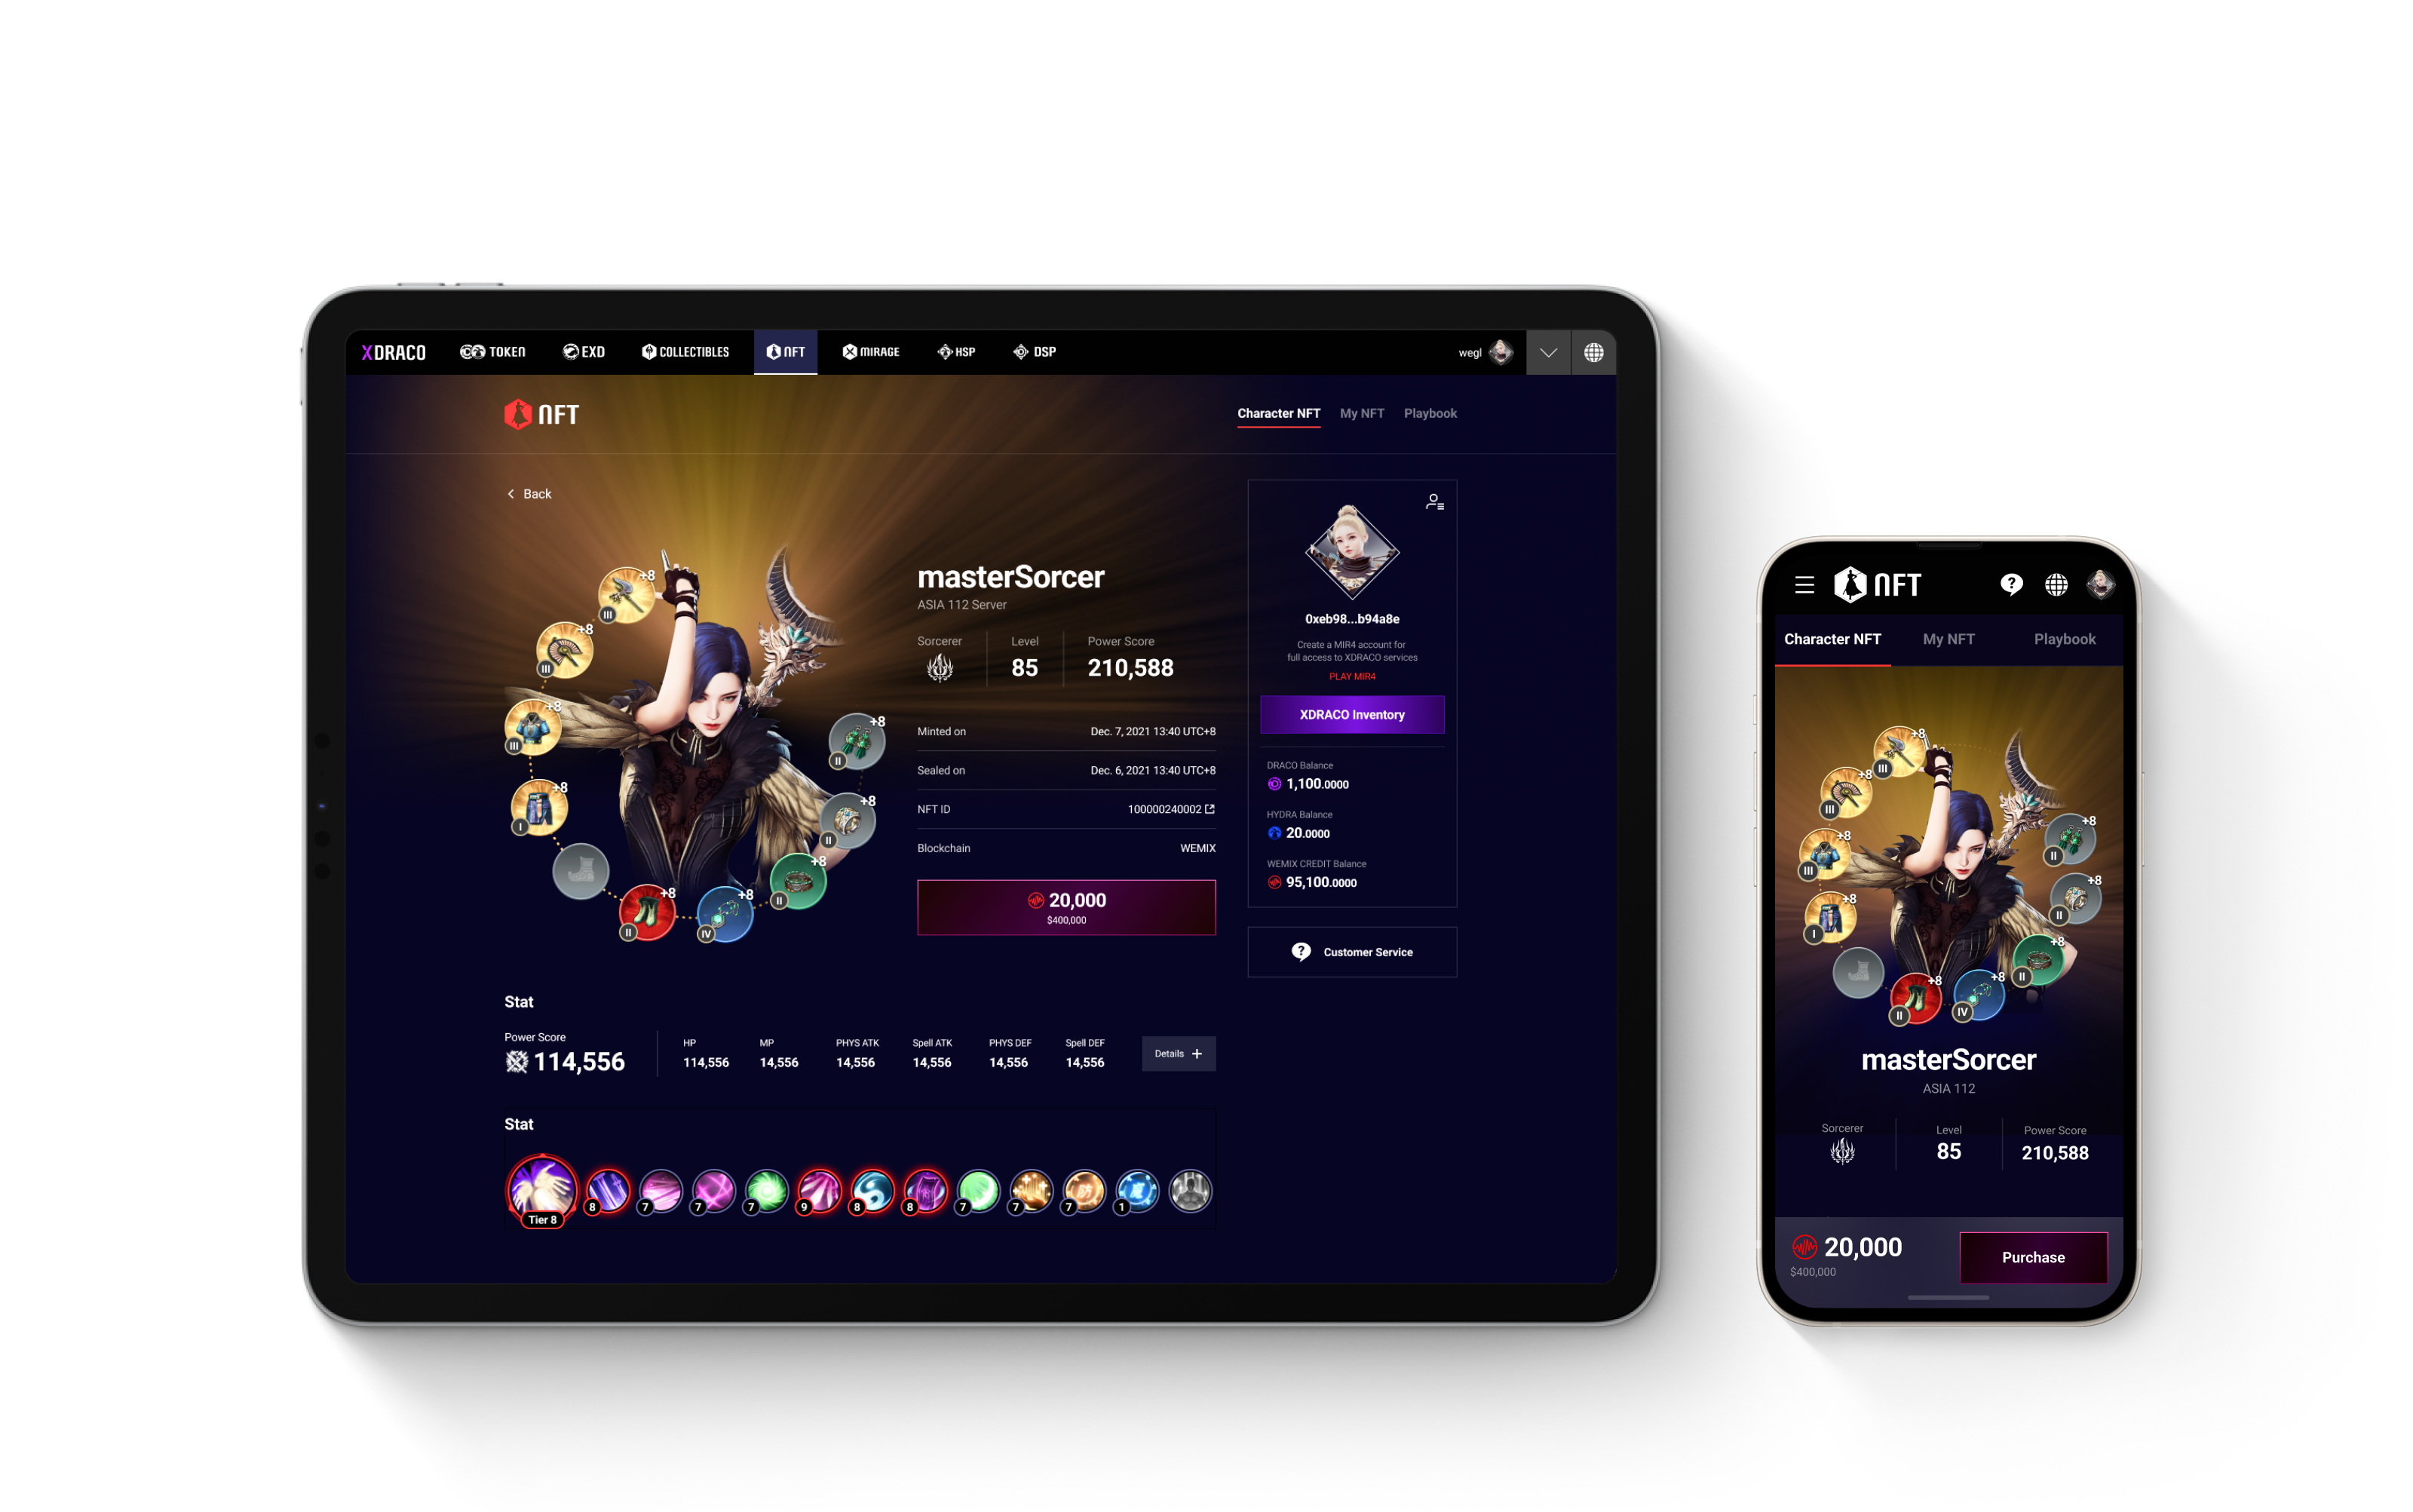 XDRACO TOKEN EXD COLLECTIBLES NFT MIRAGE HSP DSP wegl
NFT
Character NFT My NFT Playbook
Back
+8
III
+8
III
+8
III
+8
I
+8
II
+8
IV
+8
II
+8
II
+8
II
masterSorcer
ASIA 112 Server
Sorcerer Level Power Score
85 210,588
Minted on Dec. 7, 2021 13:40 UTC+8
Sealed on Dec. 6, 2021 13:40 UTC+8
NFT ID 100000240002
Blockchain WEMIX
20,000
$400,000
0xeb98...b94a8e
Create a MIR4 account for
full access to XDRACO services
PLAY MIR4
XDRACO Inventory
DRACO Balance
1,100.0000
HYDRA Balance
20.0000
WEMIX CREDIT Balance
95,100.0000
? Customer Service
Stat
Power Score HP MP PHYS ATK Spell ATK PHYS DEF Spell DEF
114,556 114,556 14,556 14,556 14,556 14,556 14,556
Details +
Stat
Tier 8 8 7 7 7 9 8 8 7 7 7 1
NFT ?
Character NFT My NFT Playbook
+8
III
+8
III
+8
III
+8
I
+8
II
+8
IV
+8
II
+8
II
+8
II
masterSorcer
ASIA 112
Sorcerer Level Power Score
85 210,588
20,000
$400,000
Purchase